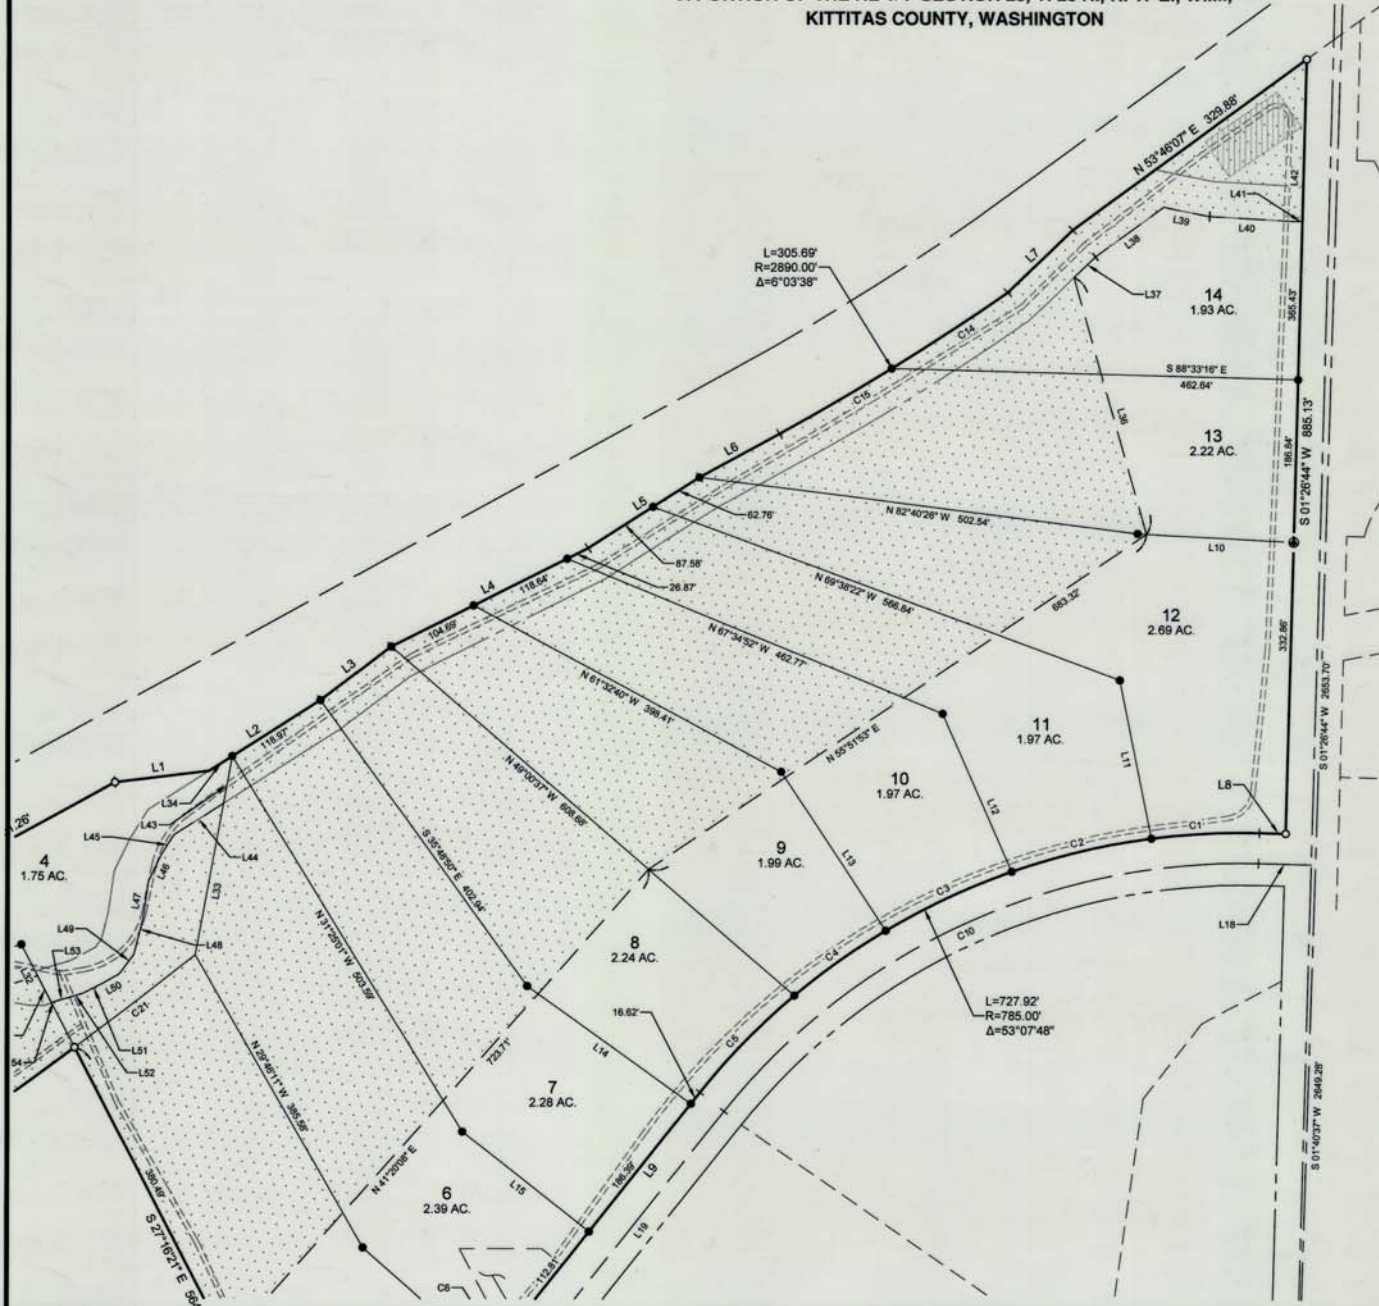 KITTITAS COUNTY, WASHINGTON
N 53°46'07" E 329.88'
L42
L41
L39
L40
L38
L7
L37
L=305.69'
R=2890.00'
Δ=6°03'38"
14
1.93 AC.
365.43'
C14
S 88°33'16" E
462.64'
C15
L36
13
2.22 AC.
186.84'
S 01°26'44" W 885.13'
L6
L5
62.76'
N 82°40'26" W 502.54'
L10
87.58'
26.87'
L4
118.64'
N 69°38'22" W 566.84'
683.32'
12
2.69 AC.
332.86'
104.69'
N 67°34'52" W 462.77'
L3
N 61°32'40" W 398.41'
S 01°26'44" W 2653.70'
L2
118.97'
N 55°51'53" E
11
1.97 AC.
L11
L1
N 49°00'37" W 608.68'
10
1.97 AC.
L12
L8
L34
L43
C1
C2
L45
L44
4
1.75 AC.
L46
L33
S 35°48'50" E 402.94'
9
1.99 AC.
L13
C3
L47
N 31°25'01" W 503.59'
L49
L48
L53
L18
C10
8
2.24 AC.
C4
L32
L50
C21
L=727.92'
R=785.00'
Δ=53°07'48"
16.62'
L51
L52
54
C5
L14
723.71'
N 29°46'11" W 385.58'
7
2.28 AC.
S 01°40'37" W 2649.28'
N 41°20'08" E
186.39'
L9
L15
380.49'
6
2.39 AC.
L19
S 27°16'21" E
C6
112.81'